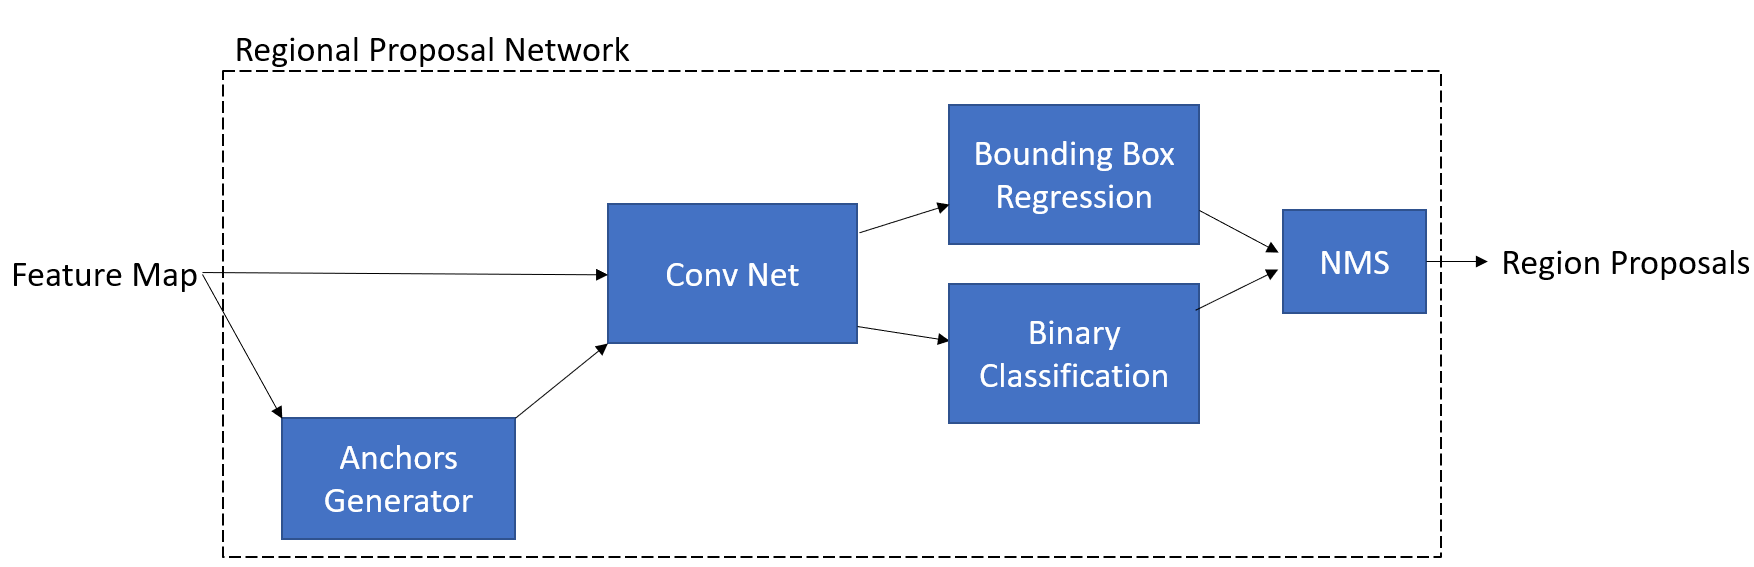 Regional Proposal Network
Feature Map
Anchors
Generator
Conv Net
Bounding Box
Regression
Binary
Classification
NMS
Region Proposals